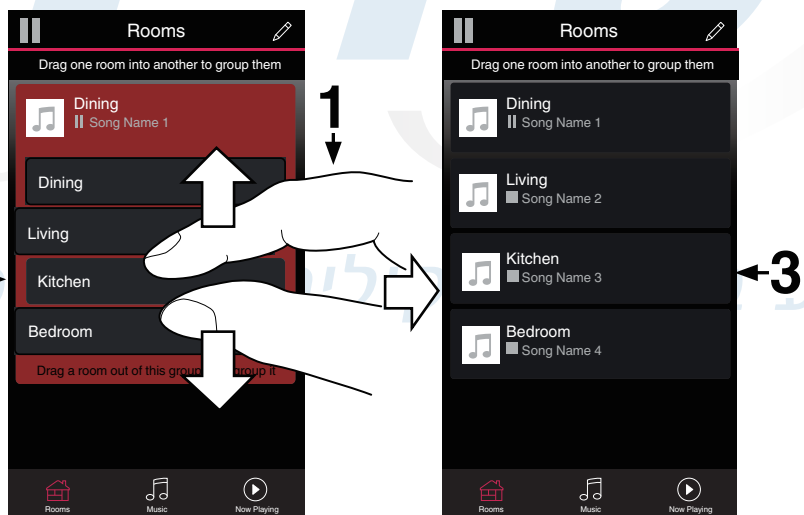 Rooms
Drag one room into another to group them
Dining
Song Name 1
Dining
Living
Kitchen
Bedroom
Drag a room out of this group group it
Rooms
Music
Now Playing
1
Rooms
Drag one room into another to group them
Dining
Song Name 1
Living
Song Name 2
Kitchen
Song Name 3
Bedroom
Song Name 4
Rooms
Music
Now Playing
3